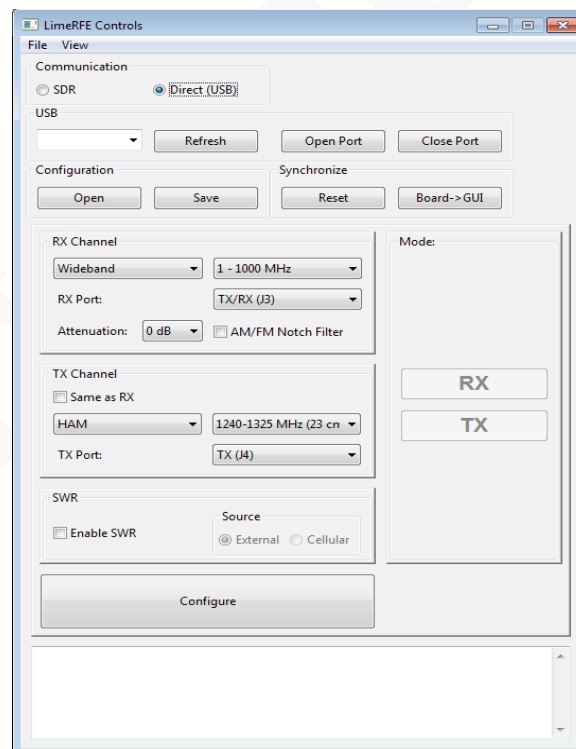 LimeRFE Controls
File View
Communication
SDR Direct (USB)
USB
Refresh Open Port Close Port
Configuration Synchronize
Open Save Reset Board->GUI
RX Channel Mode:
Wideband 1 - 1000 MHz
RX Port: TX/RX (J3)
Attenuation: 0 dB AM/FM Notch Filter
RX
TX Channel
Same as RX
TX
HAM 1240-1325 MHz (23 cn
TX Port: TX (J4)
SWR
Source
Enable SWR
External Cellular
Configure